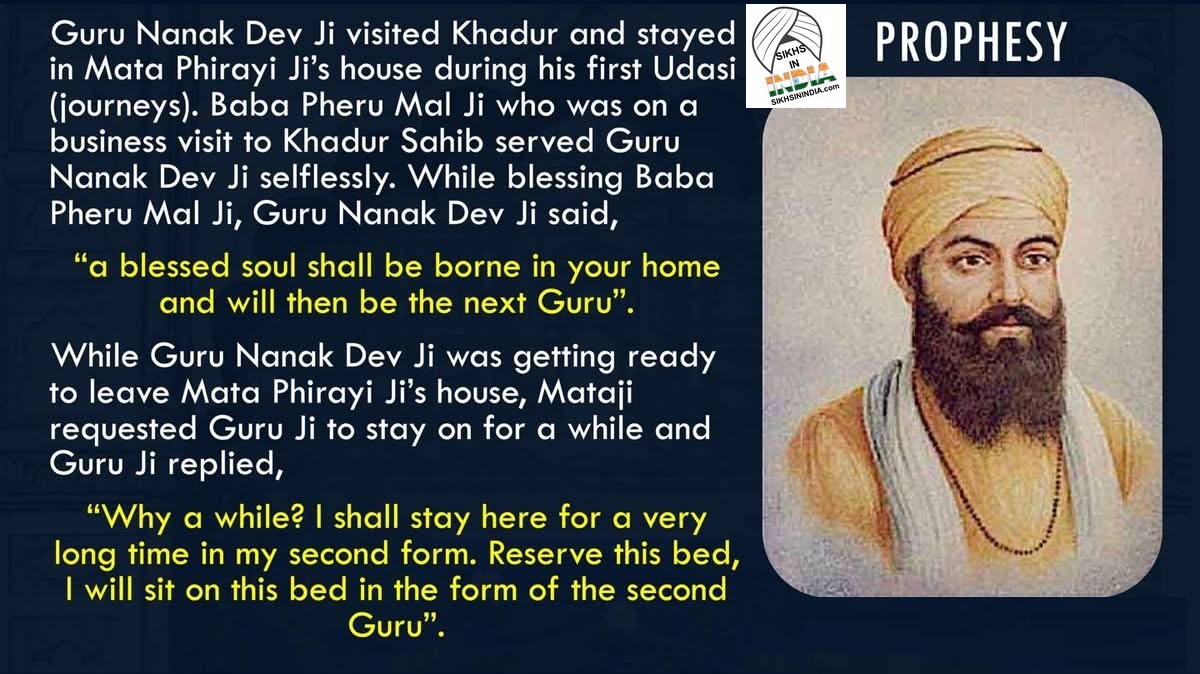 Guru Nanak Dev Ji visited Khadur and stayed
in Mata Phirayi Ji’s house during his first Udasi
(journeys). Baba Pheru Mal Ji who was on a
business visit to Khadur Sahib served Guru
Nanak Dev Ji selflessly. While blessing Baba
Pheru Mal Ji, Guru Nanak Dev Ji said,
“a blessed soul shall be borne in your home
and will then be the next Guru”.
While Guru Nanak Dev Ji was getting ready
to leave Mata Phirayi Ji’s house, Mataji
requested Guru Ji to stay on for a while and
Guru Ji replied,
“Why a while? I shall stay here for a very
long time in my second form. Reserve this bed,
I will sit on this bed in the form of the second
Guru”.
SIKHS
IN
INDIA
SIKHSININDIA.com
PROPHESY